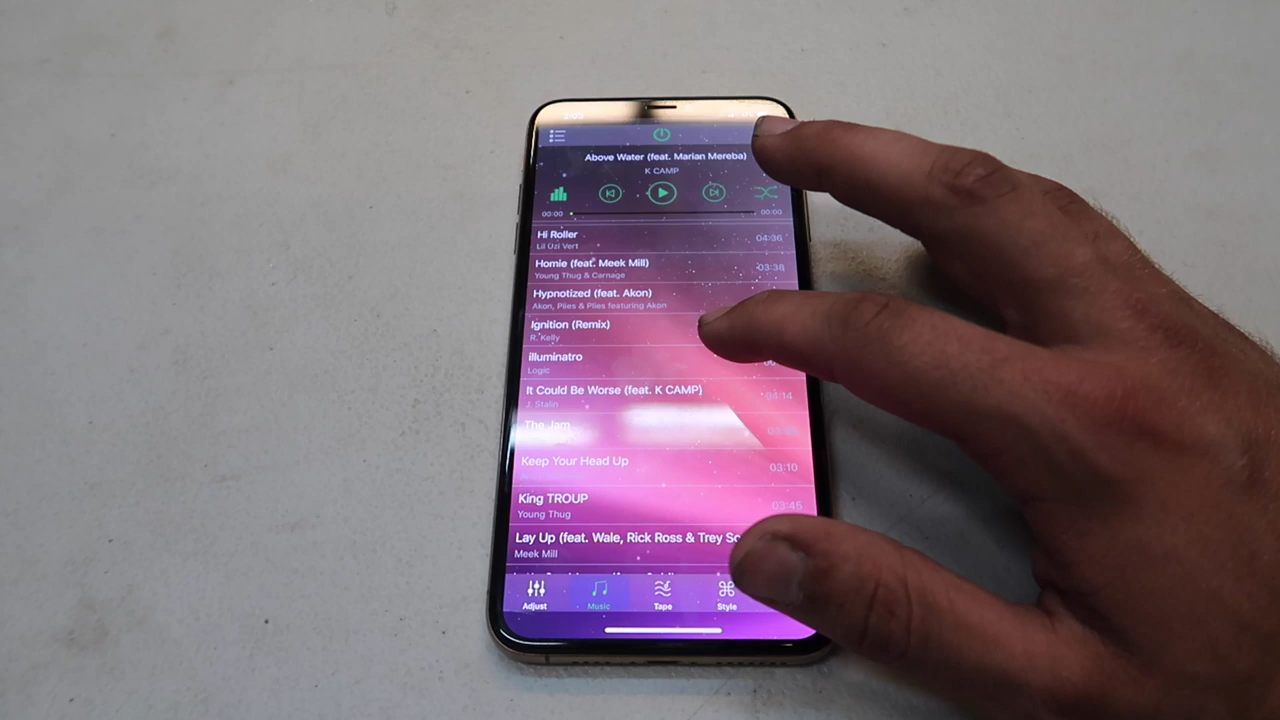 Above Water (feat. Marian Mereba)
K CAMP
00:00 00:00
Hi Roller 04:36
Lil Uzi Vert
Homie (feat. Meek Mill) 03:38
Young Thug & Carnage
Hypnotized (feat. Akon)
Akon, Plies & Plies featuring Akon
Ignition (Remix)
R. Kelly
illuminatro
Logic
It Could Be Worse (feat. K CAMP) 04:14
J. Stalin
The Jam
Keep Your Head Up 03:10
King TROUP 03:45
Young Thug
Lay Up (feat. Wale, Rick Ross & Trey So
Meek Mill
Adjust Music Tape Style